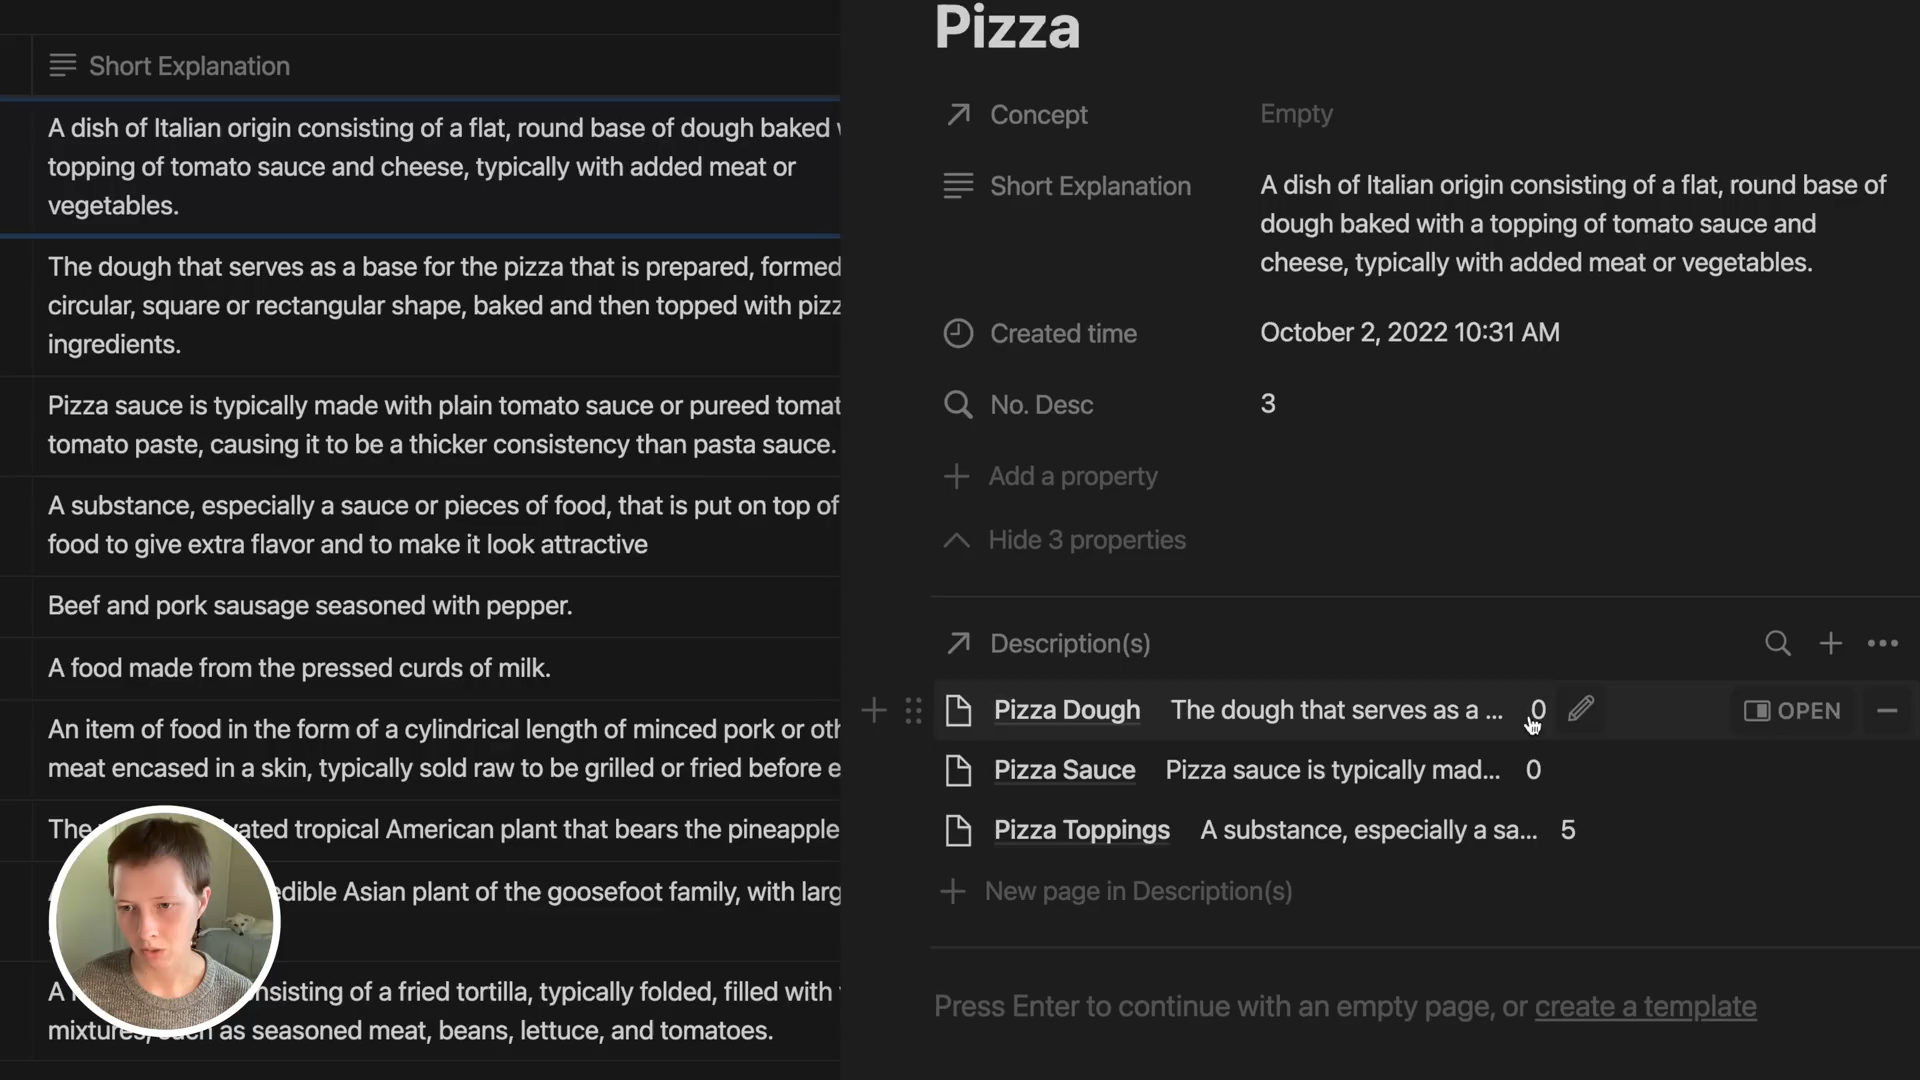 Short Explanation
A dish of Italian origin consisting of a flat, round base of dough baked
topping of tomato sauce and cheese, typically with added meat or
vegetables.
The dough that serves as a base for the pizza that is prepared, formed
circular, square or rectangular shape, baked and then topped with pizz
ingredients.
Pizza sauce is typically made with plain tomato sauce or pureed tomat
tomato paste, causing it to be a thicker consistency than pasta sauce.
A substance, especially a sauce or pieces of food, that is put on top of
food to give extra flavor and to make it look attractive
Beef and pork sausage seasoned with pepper.
A food made from the pressed curds of milk.
An item of food in the form of a cylindrical length of minced pork or oth
meat encased in a skin, typically sold raw to be grilled or fried before e
The vated tropical American plant that bears the pineapple
edible Asian plant of the goosefoot family, with larg
A nsisting of a fried tortilla, typically folded, filled with
mixtures, such as seasoned meat, beans, lettuce, and tomatoes.
Pizza
Concept Empty
Short Explanation A dish of Italian origin consisting of a flat, round base of
dough baked with a topping of tomato sauce and
cheese, typically with added meat or vegetables.
Created time October 2, 2022 10:31 AM
No. Desc 3
Add a property
Hide 3 properties
Description(s)
Pizza Dough The dough that serves as a ... 0 OPEN
Pizza Sauce Pizza sauce is typically mad... 0
Pizza Toppings A substance, especially a sa... 5
New page in Description(s)
Press Enter to continue with an empty page, or create a template